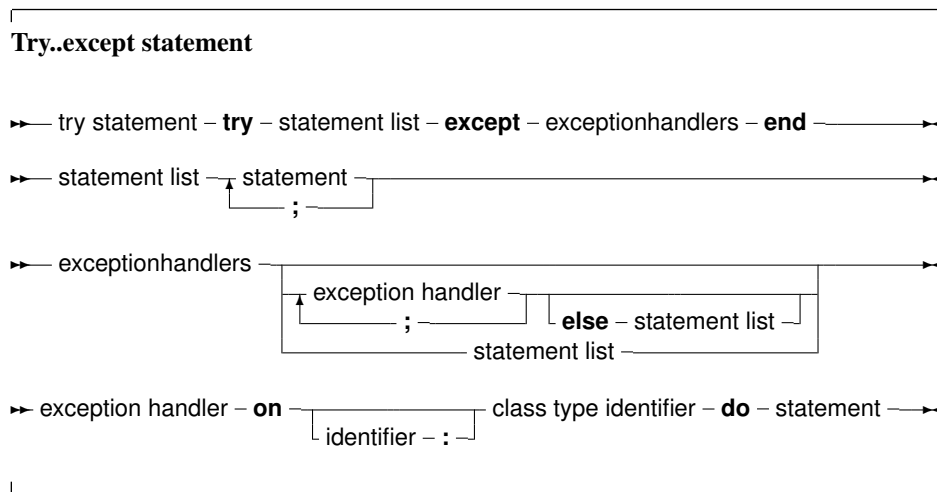 Try..except statement
try statement – try – statement list – except – exceptionhandlers – end
statement list – statement
;
exceptionhandlers
exception handler
; else – statement list
statement list
exception handler – on class type identifier – do – statement
identifier – :